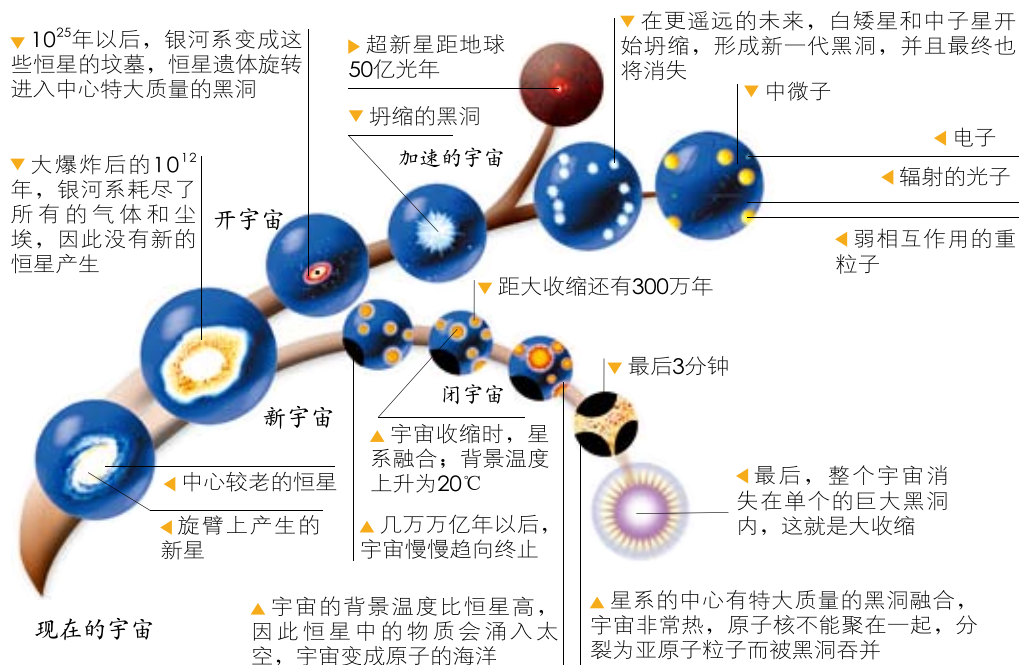 10²⁵年以后，银河系变成这
些恒星的坟墓，恒星遗体旋转
进入中心特大质量的黑洞
超新星距地球
50亿光年
坍缩的黑洞
加速的宇宙
在更遥远的未来，白矮星和中子星开
始坍缩，形成新一代黑洞，并且最终也
将消失
中微子
电子
辐射的光子
弱相互作用的重
粒子
大爆炸后的10¹²
年，银河系耗尽了
所有的气体和尘
埃，因此没有新的
恒星产生
开宇宙
距大收缩还有300万年
最后3分钟
闭宇宙
新宇宙
宇宙收缩时，星
系融合；背景温度
上升为20℃
中心较老的恒星
旋臂上产生的
新星
几万万亿年以后，
宇宙慢慢趋向终止
最后，整个宇宙消
失在单个的巨大黑洞
内，这就是大收缩
现在的宇宙
宇宙的背景温度比恒星高，
因此恒星中的物质会涌入太
空，宇宙变成原子的海洋
星系的中心有特大质量的黑洞融合，
宇宙非常热，原子核不能聚在一起，分
裂为亚原子粒子而被黑洞吞并